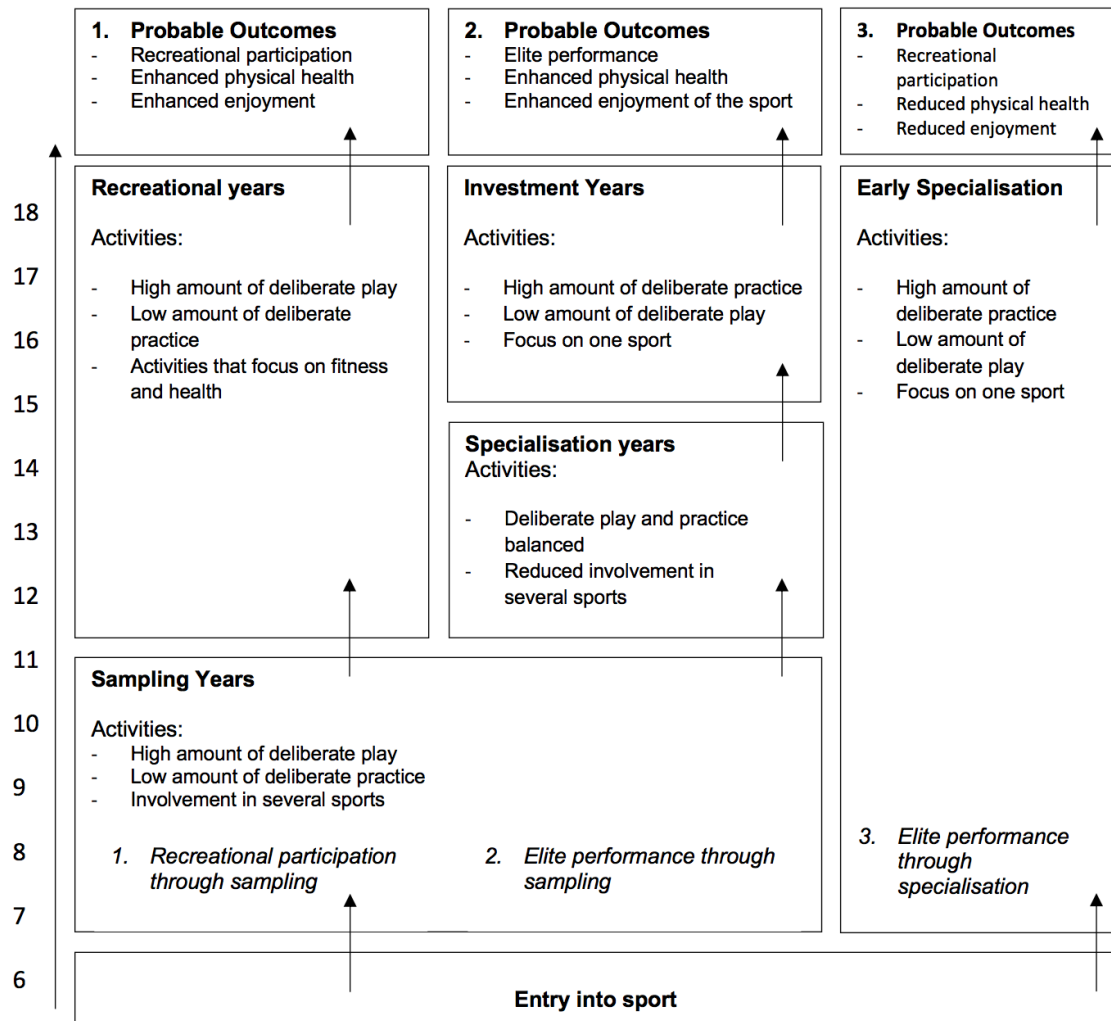 1. Probable Outcomes
- Recreational participation
- Enhanced physical health
- Enhanced enjoyment
2. Probable Outcomes
- Elite performance
- Enhanced physical health
- Enhanced enjoyment of the sport
3. Probable Outcomes
- Recreational
participation
- Reduced physical health
- Reduced enjoyment
18
17
16
15
14
13
12
11
10
9
8
7
6
Recreational years
Activities:
- High amount of deliberate play
- Low amount of deliberate
practice
- Activities that focus on fitness
and health
Investment Years
Activities:
- High amount of deliberate practice
- Low amount of deliberate play
- Focus on one sport
Specialisation years
Activities:
- Deliberate play and practice
balanced
- Reduced involvement in
several sports
Early Specialisation
Activities:
- High amount of
deliberate practice
- Low amount of
deliberate play
- Focus on one sport
3. Elite performance
through
specialisation
Sampling Years
Activities:
- High amount of deliberate play
- Low amount of deliberate practice
- Involvement in several sports
1. Recreational participation
through sampling
2. Elite performance through
sampling
Entry into sport